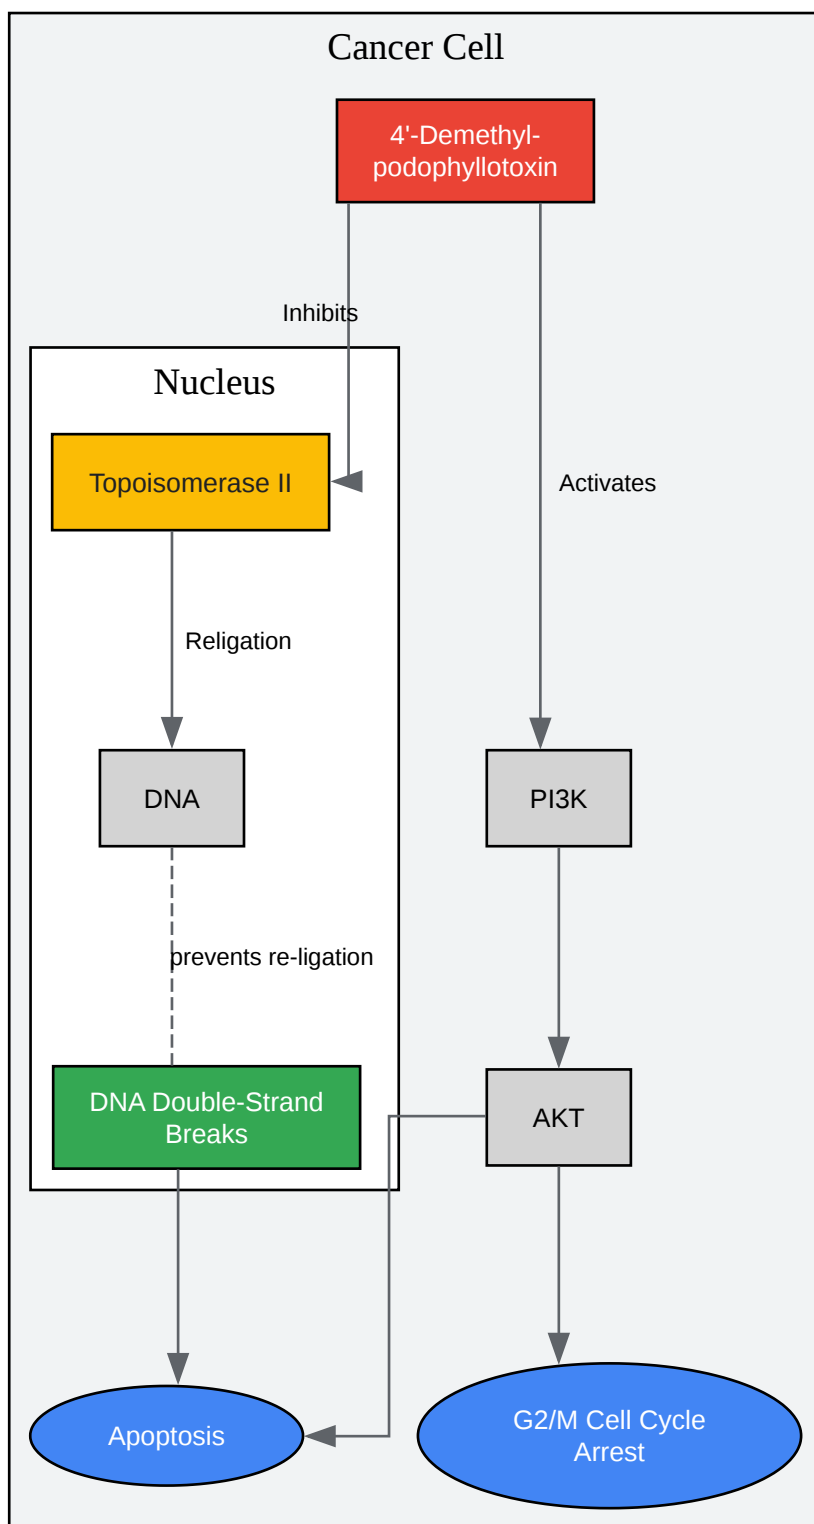 Cancer Cell
4'-Demethyl-
podophyllotoxin
Inhibits
Nucleus
Topoisomerase II
Activates
Religation
DNA
PI3K
prevents re-ligation
DNA Double-Strand
Breaks
AKT
Apoptosis
G2/M Cell Cycle
Arrest